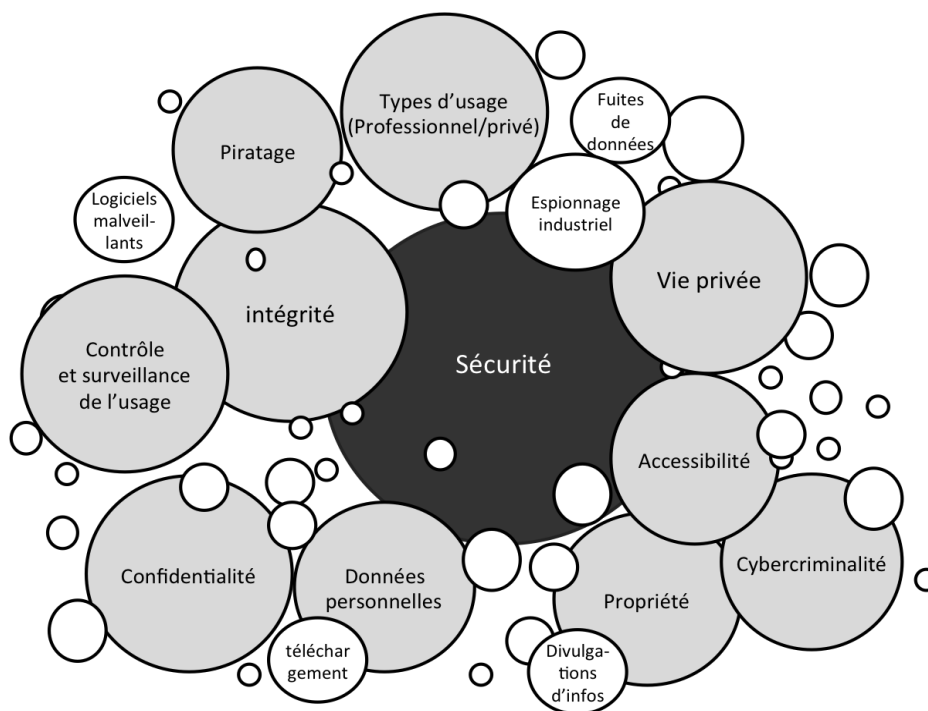 Types d'usage
(Professionnel/privé)
Fuites
de
données
Piratage
Logiciels
malveil-
lants
Espionnage
industriel
Vie privée
intégrité
Contrôle
et surveillance
de l'usage
Sécurité
Accessibilité
Confidentialité
Données
personnelles
Propriété
Cybercriminalité
téléchar
gement
Divulga-
tions
d'infos